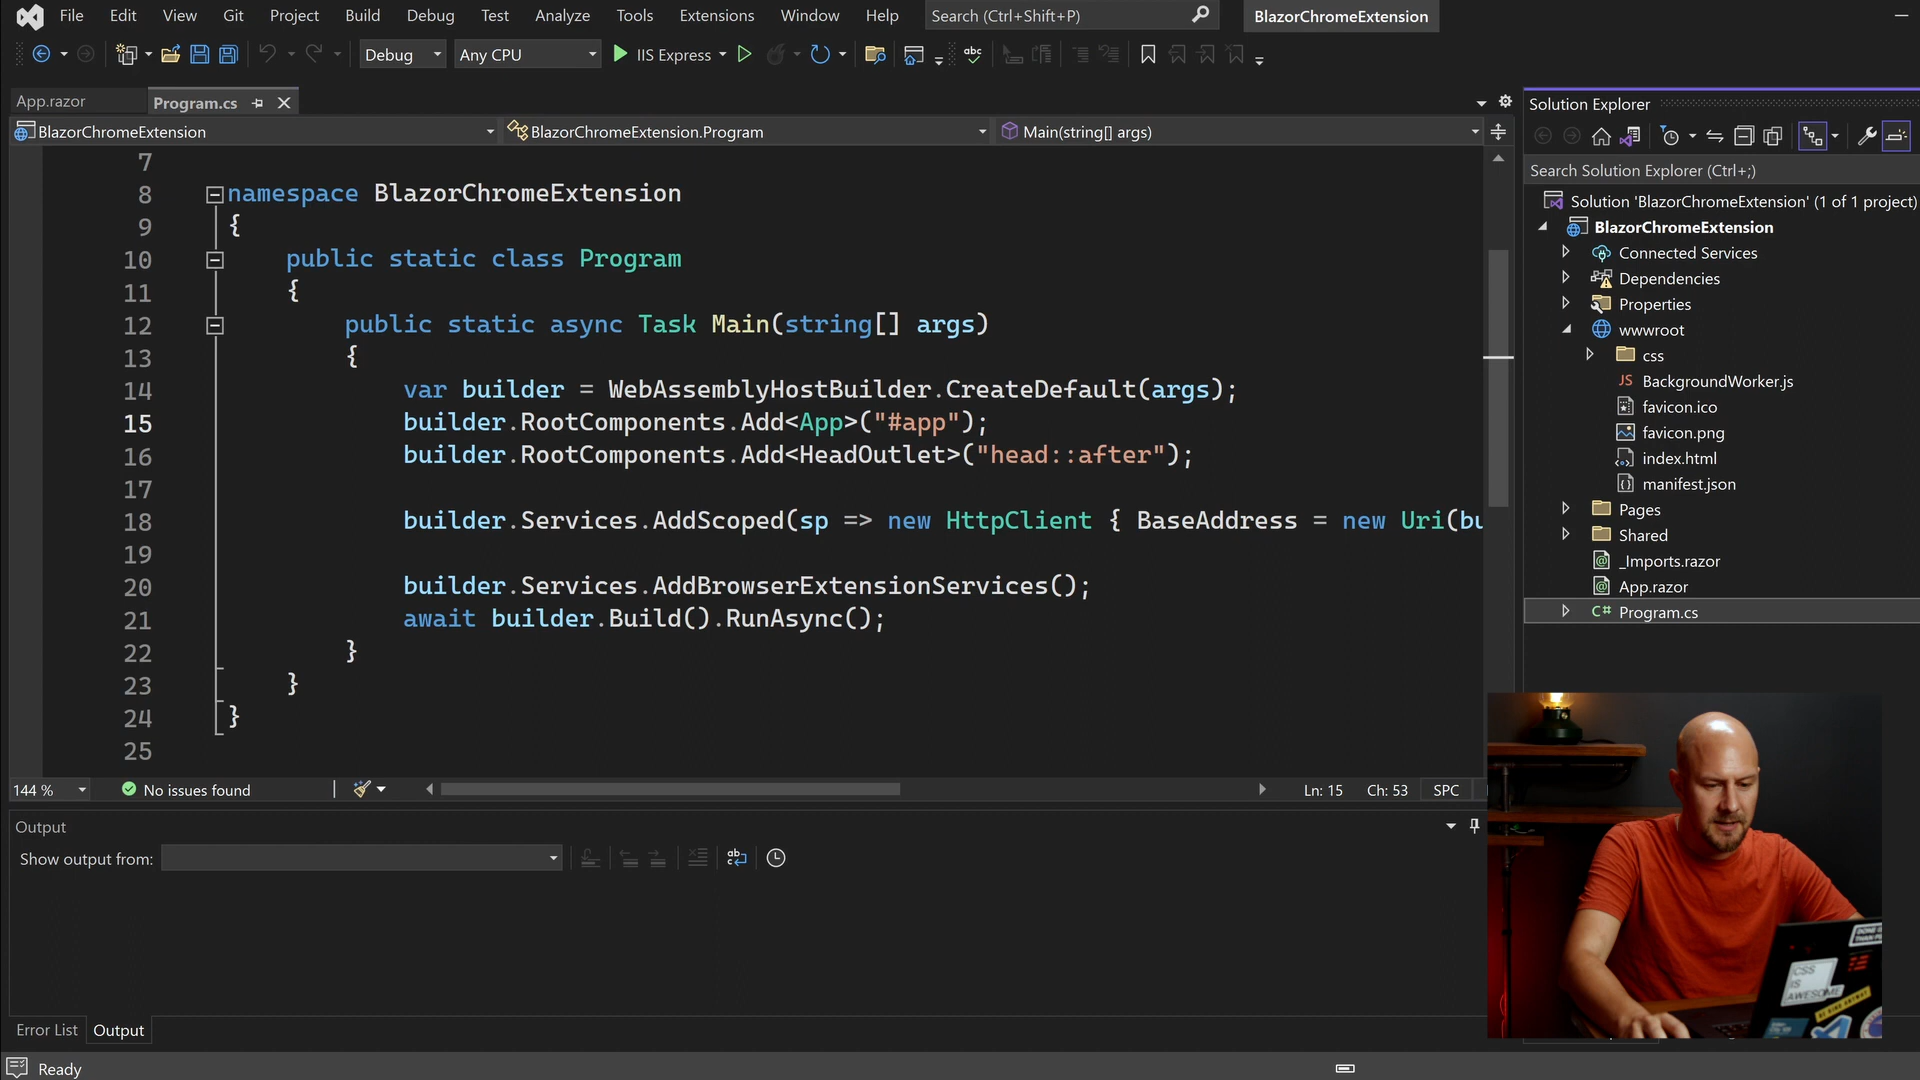 File Edit View Git Project Build Debug Test Analyze Tools Extensions Window Help Search (Ctrl+Shift+P) BlazorChromeExtension
Debug Any CPU IIS Express
App.razor Program.cs
BlazorChromeExtension BlazorChromeExtension.Program Main(string[] args)
7
8 namespace BlazorChromeExtension
9 {
10 public static class Program
11 {
12 public static async Task Main(string[] args)
13 {
14 var builder = WebAssemblyHostBuilder.CreateDefault(args);
15 builder.RootComponents.Add<App>("#app");
16 builder.RootComponents.Add<HeadOutlet>("head::after");
17
18 builder.Services.AddScoped(sp => new HttpClient { BaseAddress = new Uri(bu
19
20 builder.Services.AddBrowserExtensionServices();
21 await builder.Build().RunAsync();
22 }
23 }
24 }
25
144 % No issues found Ln: 15 Ch: 53 SPC
Output
Show output from:
Error List Output
Ready
Solution Explorer
Search Solution Explorer (Ctrl+;)
Solution 'BlazorChromeExtension' (1 of 1 project)
BlazorChromeExtension
Connected Services
Dependencies
Properties
wwwroot
css
JS BackgroundWorker.js
favicon.ico
favicon.png
index.html
manifest.json
Pages
Shared
_Imports.razor
App.razor
C# Program.cs
CSS
IS
AWESOME